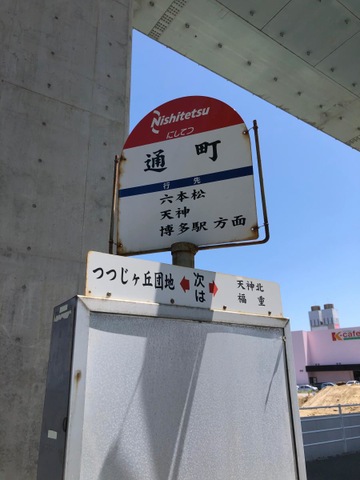 Nishitetsu
にしてつ
通町
行先
六本松
天神
博多駅 方面
つつじヶ丘団地 ← 次は → 天神北
福重
K-cafe